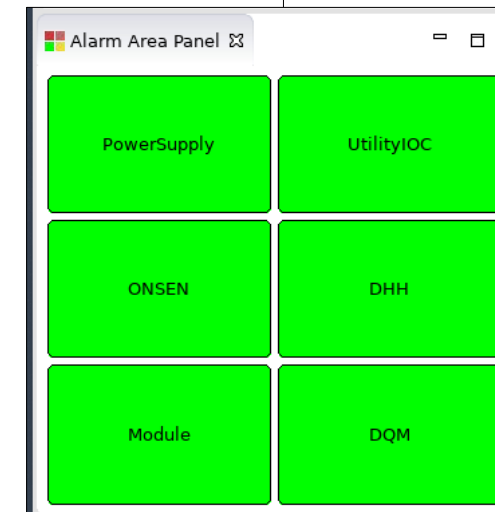 Alarm Area Panel
PowerSupply
UtilityIOC
ONSEN
DHH
Module
DQM